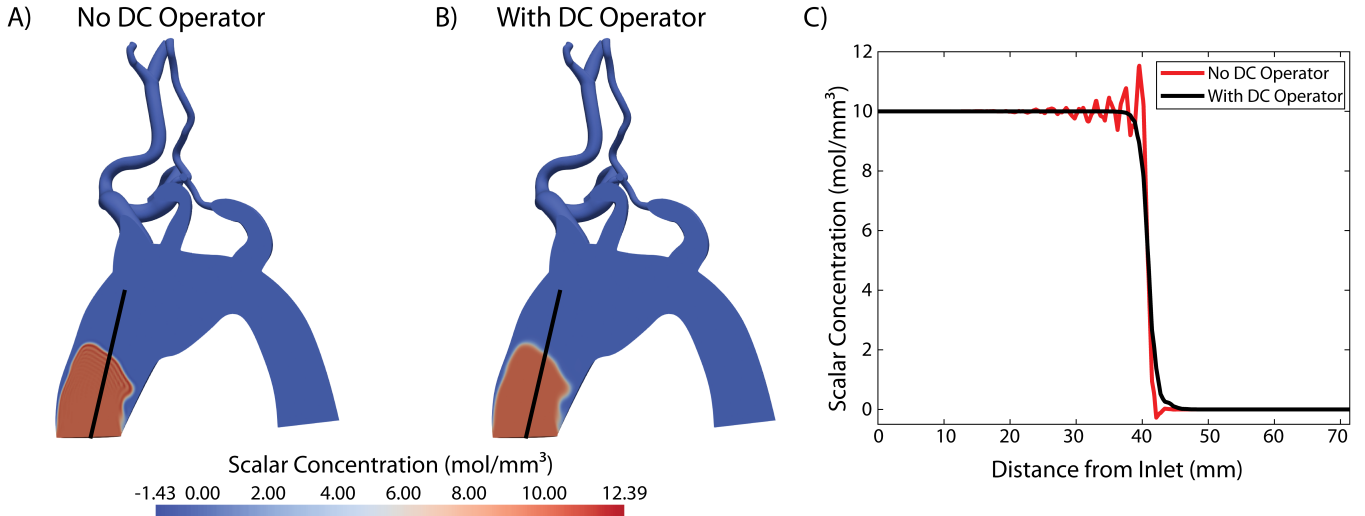 A) No DC Operator
B) With DC Operator
Scalar Concentration (mol/mm³)
-1.43 0.00 2.00 4.00 6.00 8.00 10.00 12.39
C)
Scalar Concentration (mol/mm³)
12
10
8
6
4
2
0
No DC Operator
With DC Operator
0 10 20 30 40 50 60 70
Distance from Inlet (mm)